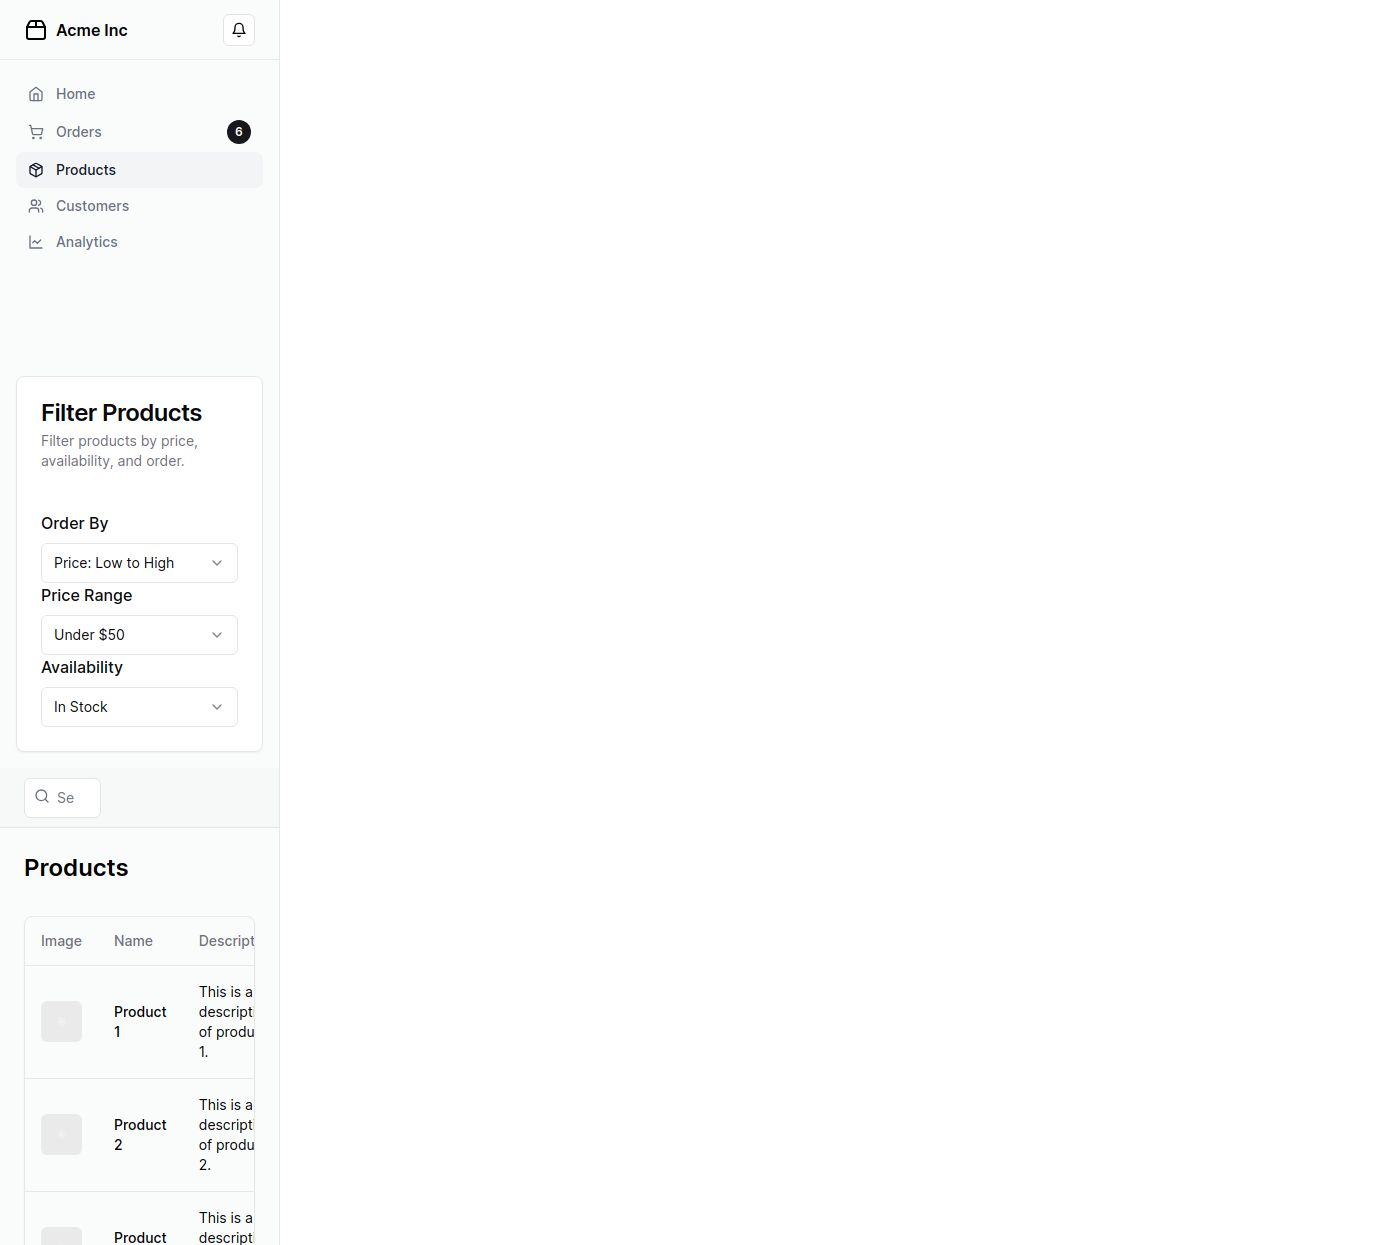 Acme Inc
Home
Orders
6
Products
Customers
Analytics
Filter Products
Filter products by price,
availability, and order.
Order By
Price: Low to High
Price Range
Under $50
Availability
In Stock
Se
Products
Image Name Descript
Product
1
This is a
descripti
of produ
1.
Product
2
This is a
descripti
of produ
2.
Product
This is a
descripti